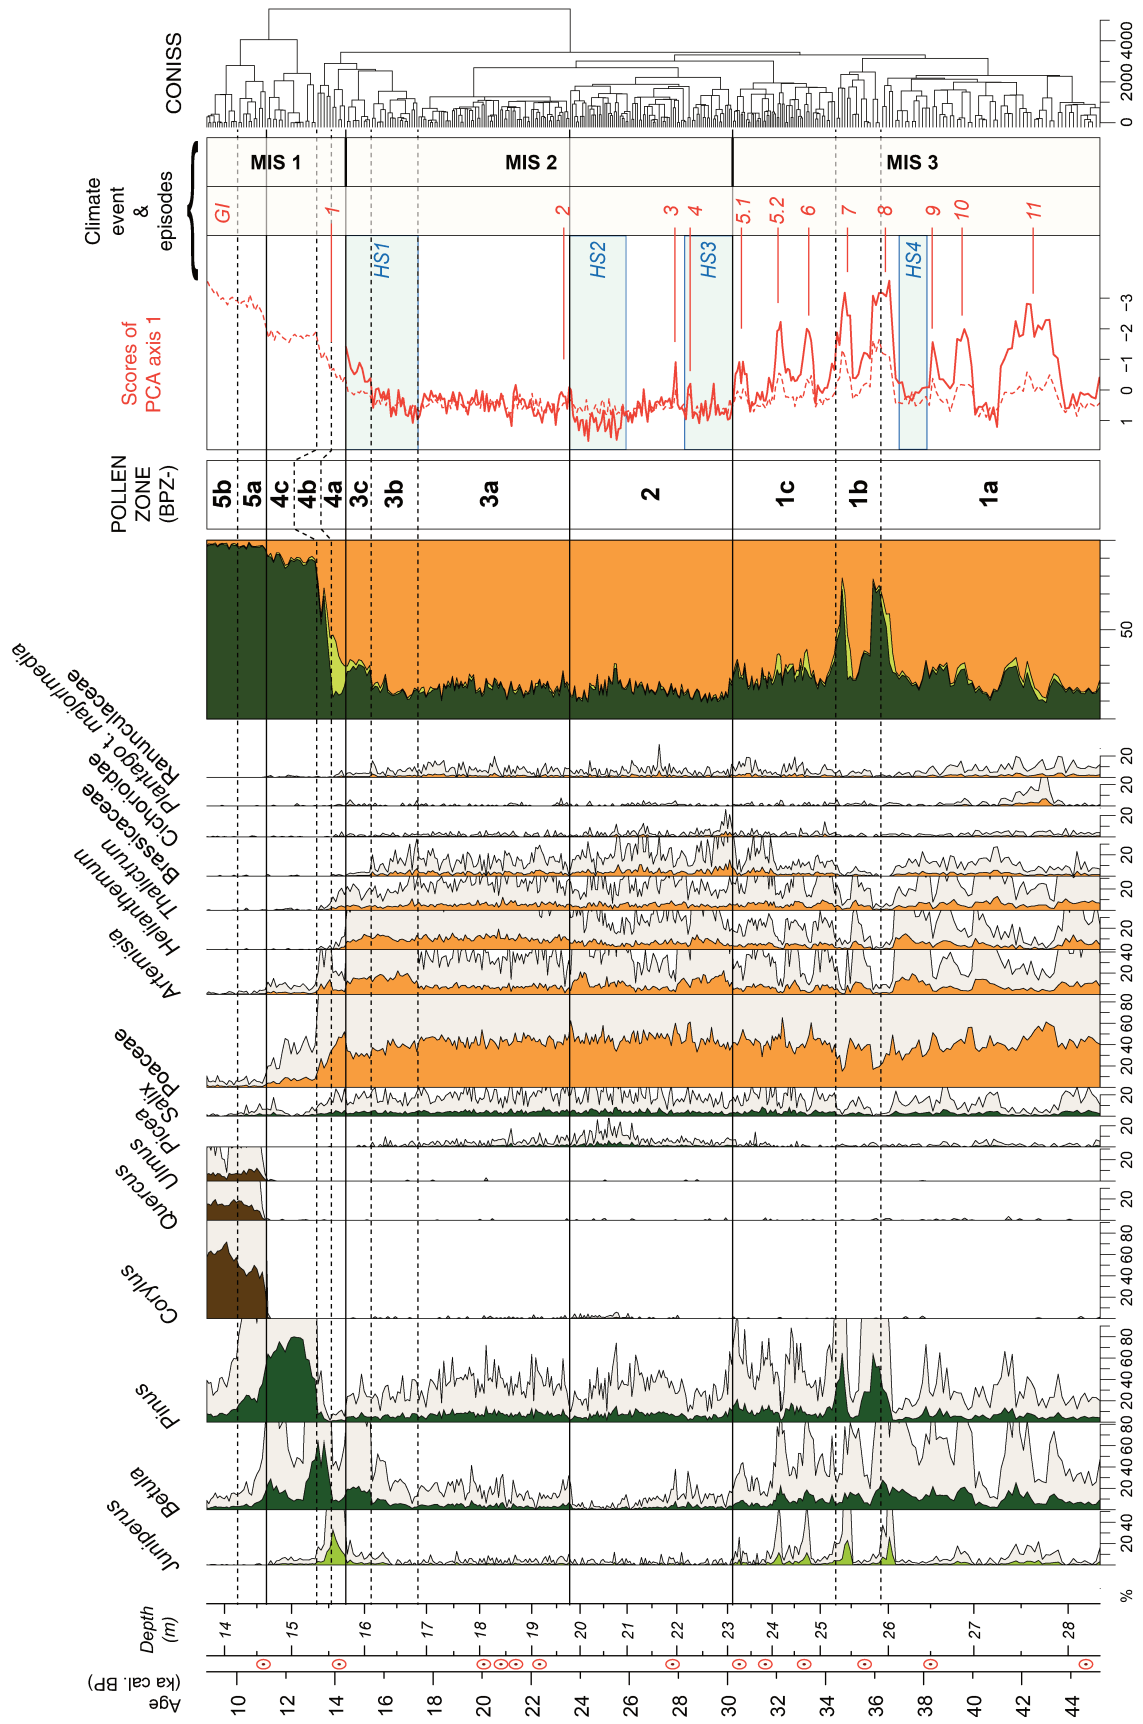 CONISS
0
2000
4000
Climate
event
&
episodes
MIS 1
MIS 2
MIS 3
GI
1
2
3
4
5.1
5.2
6
7
8
9
10
11
HS1
HS2
HS3
HS4
Scores of
PCA axis 1
-3
-2
-1
0
1
POLLEN
ZONE
(BPZ-)
5b
5a
4c
4b
4a
3c
3b
3a
2
1c
1b
1a
50
Ranunculaceae
20
Plantago t. major/media
20
Cichorioidae
Brassicaceae
20
Thalictrum
20
Helianthemum
20
Artemisia
20 40
Poaceae
20 40 60 80
Salix
20
Picea
20
Ulmus
20
Quercus
20
Corylus
20 40 60 80
Pinus
20 40 60 80
Betula
20 40 60 80
Juniperus
20 40
%
Depth
(m)
14
15
16
17
18
19
20
21
22
23
24
25
26
27
28
Age
(ka cal. BP)
10
12
14
16
18
20
22
24
26
28
30
32
34
36
38
40
42
44